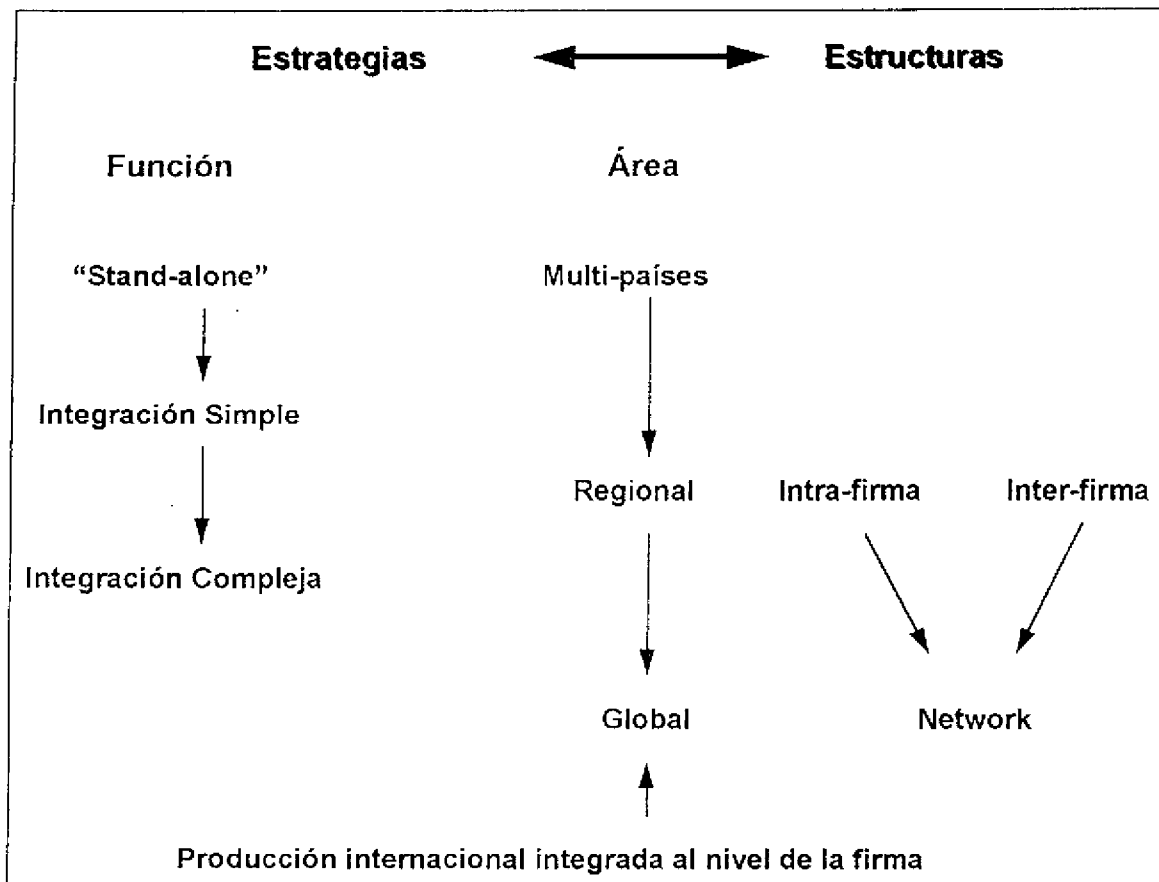 Estrategias Estructuras
Función Área
“Stand-alone” Multi-países
Integración Simple
Regional Intra-firma Inter-firma
Integración Compleja
Global Network
Producción internacional integrada al nivel de la firma